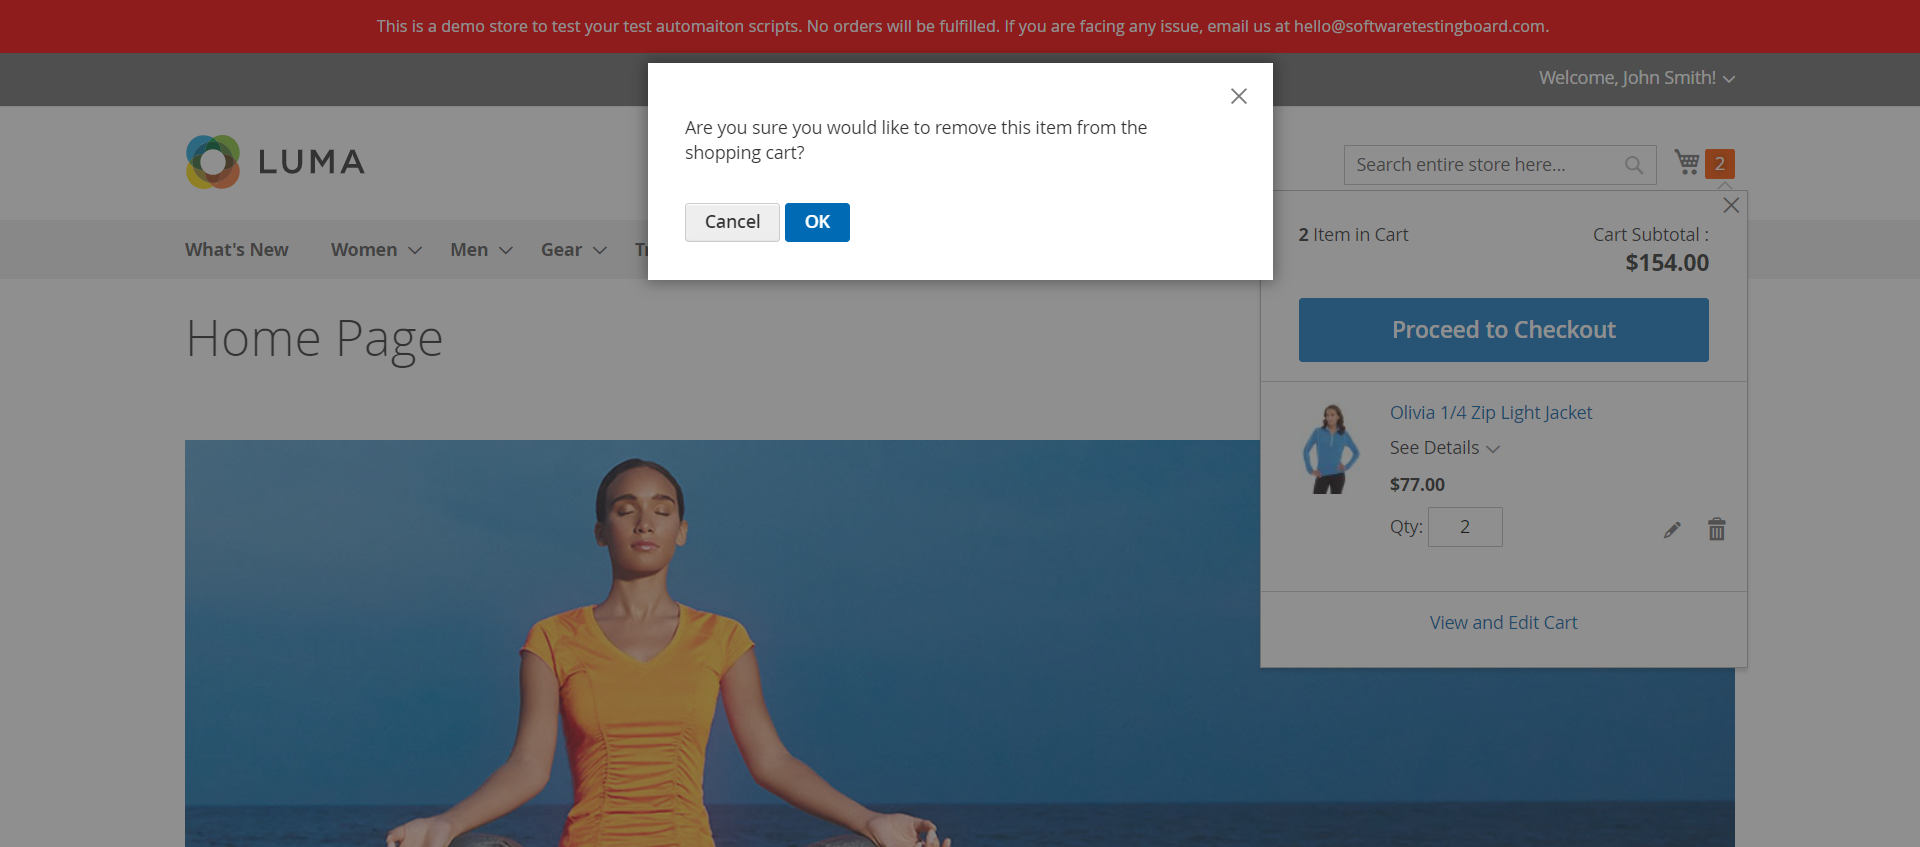 This is a demo store to test your test automaiton scripts. No orders will be fulfilled. If you are facing any issue, email us at hello@softwaretestingboard.com.
Welcome, John Smith!
Are you sure you would like to remove this item from the
shopping cart?
Cancel OK
LUMA
Search entire store here...
2
What's New Women Men Gear
2 Item in Cart
Cart Subtotal :
$154.00
Proceed to Checkout
Home Page
Olivia 1/4 Zip Light Jacket
See Details
$77.00
Qty: 2
View and Edit Cart